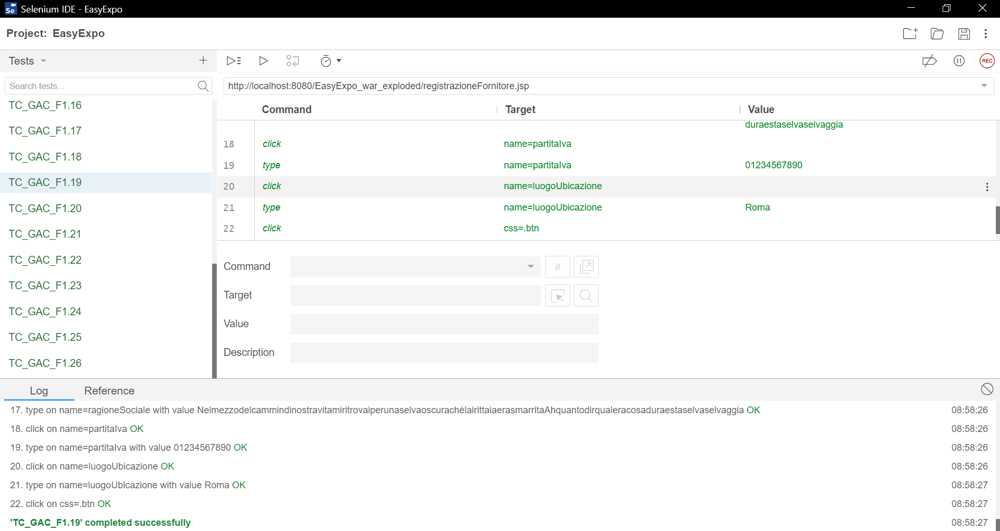 Selenium IDE - EasyExpo
Project: EasyExpo
Tests
Search tests...
TC_GAC_F1.16
TC_GAC_F1.17
TC_GAC_F1.18
TC_GAC_F1.19
TC_GAC_F1.20
TC_GAC_F1.21
TC_GAC_F1.22
TC_GAC_F1.23
TC_GAC_F1.24
TC_GAC_F1.25
TC_GAC_F1.26
REC
http://localhost:8080/EasyExpo_war_exploded/registrazioneFornitore.jsp
Command Target Value
duraestaselvaselvaggia
18 click name=partitaIva
19 type name=partitaIva 01234567890
20 click name=luogoUbicazione
21 type name=luogoUbicazione Roma
22 click css=.btn
Command //
Target
Value
Description
Log Reference
17. type on name=ragioneSociale with value NelmezzodelcammindinostravitamiritrovaiperunaselvaoscurachélairittaiaerasmarritaAhquantodirqualeracosaduraestaselvaselvaggia OK 08:58:26
18. click on name=partitaIva OK 08:58:26
19. type on name=partitaIva with value 01234567890 OK 08:58:26
20. click on name=luogoUbicazione OK 08:58:26
21. type on name=luogoUbicazione with value Roma OK 08:58:27
22. click on css=.btn OK 08:58:27
'TC_GAC_F1.19' completed successfully 08:58:27